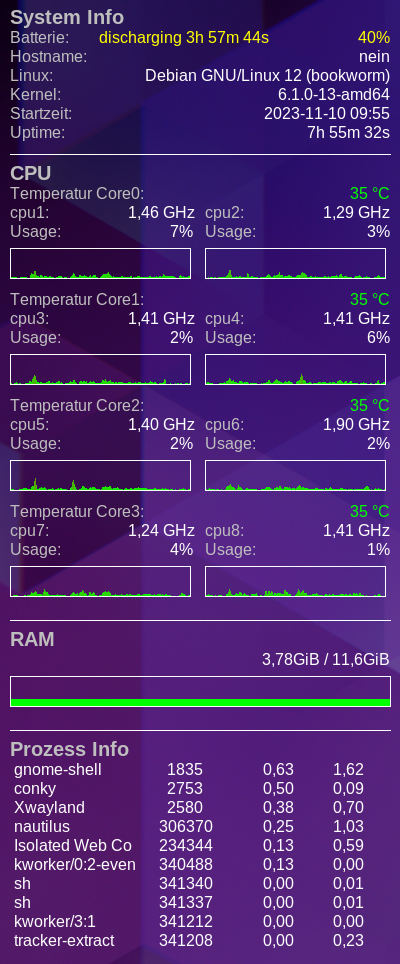 System Info
Batterie: discharging 3h 57m 44s 40%
Hostname: nein
Linux: Debian GNU/Linux 12 (bookworm)
Kernel: 6.1.0-13-amd64
Startzeit: 2023-11-10 09:55
Uptime: 7h 55m 32s
CPU
Temperatur Core0: 35 °C
cpu1: 1,46 GHz cpu2: 1,29 GHz
Usage: 7% Usage: 3%
Temperatur Core1: 35 °C
cpu3: 1,41 GHz cpu4: 1,41 GHz
Usage: 2% Usage: 6%
Temperatur Core2: 35 °C
cpu5: 1,40 GHz cpu6: 1,90 GHz
Usage: 2% Usage: 2%
Temperatur Core3: 35 °C
cpu7: 1,24 GHz cpu8: 1,41 GHz
Usage: 4% Usage: 1%
RAM
3,78GiB / 11,6GiB
Prozess Info
gnome-shell 1835 0,63 1,62
conky 2753 0,50 0,09
Xwayland 2580 0,38 0,70
nautilus 306370 0,25 1,03
Isolated Web Co 234344 0,13 0,59
kworker/0:2-even 340488 0,13 0,00
sh 341340 0,00 0,01
sh 341337 0,00 0,01
kworker/3:1 341212 0,00 0,00
tracker-extract 341208 0,00 0,23